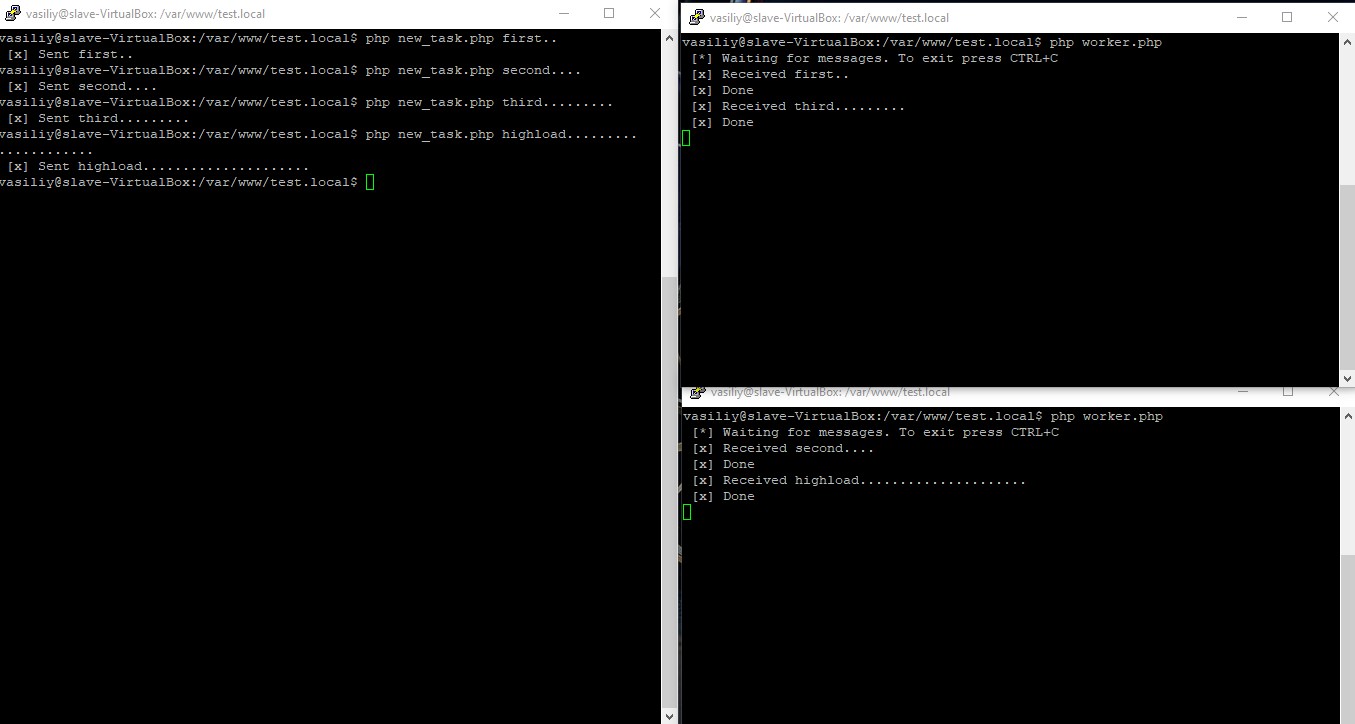 vasiliy@slave-VirtualBox: /var/www/test.local
vasiliy@slave-VirtualBox:/var/www/test.local$ php new_task.php first..
[x] Sent first..
vasiliy@slave-VirtualBox:/var/www/test.local$ php new_task.php second....
[x] Sent second....
vasiliy@slave-VirtualBox:/var/www/test.local$ php new_task.php third.........
[x] Sent third.........
vasiliy@slave-VirtualBox:/var/www/test.local$ php new_task.php highload.........
............
[x] Sent highload.....................
vasiliy@slave-VirtualBox:/var/www/test.local$
vasiliy@slave-VirtualBox: /var/www/test.local
vasiliy@slave-VirtualBox:/var/www/test.local$ php worker.php
[*] Waiting for messages. To exit press CTRL+C
[x] Received first..
[x] Done
[x] Received third.........
[x] Done
vasiliy@slave-VirtualBox: /var/www/test.local
vasiliy@slave-VirtualBox:/var/www/test.local$ php worker.php
[*] Waiting for messages. To exit press CTRL+C
[x] Received second....
[x] Done
[x] Received highload.....................
[x] Done